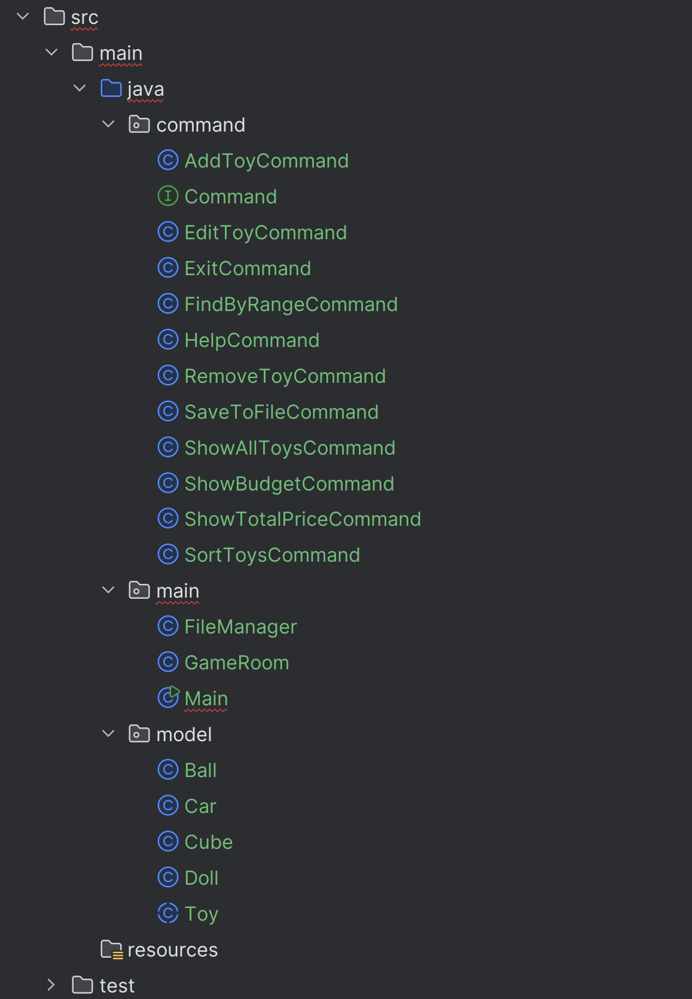 src
main
java
command
AddToyCommand
Command
EditToyCommand
ExitCommand
FindByRangeCommand
HelpCommand
RemoveToyCommand
SaveToFileCommand
ShowAllToysCommand
ShowBudgetCommand
ShowTotalPriceCommand
SortToysCommand
main
FileManager
GameRoom
Main
model
Ball
Car
Cube
Doll
Toy
resources
test